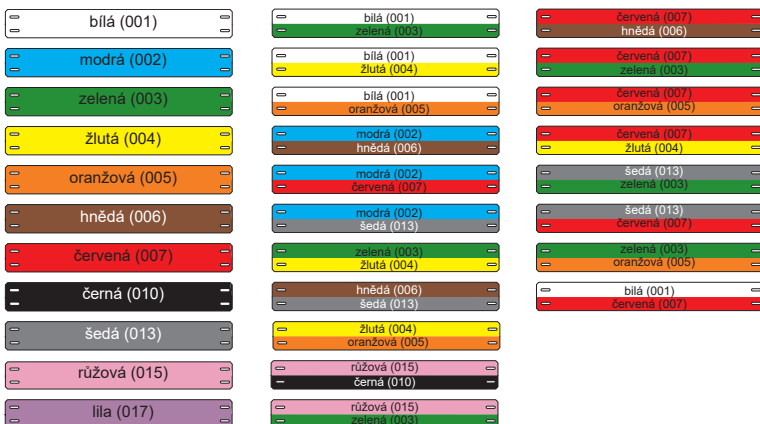 bílá (001)
modrá (002)
zelená (003)
žlutá (004)
oranžová (005)
hnědá (006)
červená (007)
černá (010)
šedá (013)
růžová (015)
lila (017)
bilá (001)
zelená (003)
bílá (001)
žlutá (004)
bílá (001)
oranžová (005)
modrá (002)
hnědá (006)
modrá (002)
červená (007)
modrá (002)
šedá (013)
zelená (003)
žlutá (004)
hnědá (006)
šedá (013)
žlutá (004)
oranžová (005)
růžová (015)
černá (010)
růžová (015)
zelená (003)
červená (007)
hnědá (006)
červená (007)
zelená (003)
červená (007)
oranžová (005)
červená (007)
žlutá (004)
šedá (013)
zelená (003)
šedá (013)
červená (007)
zelená (003)
oranžová (005)
bilá (001)
červená (007)